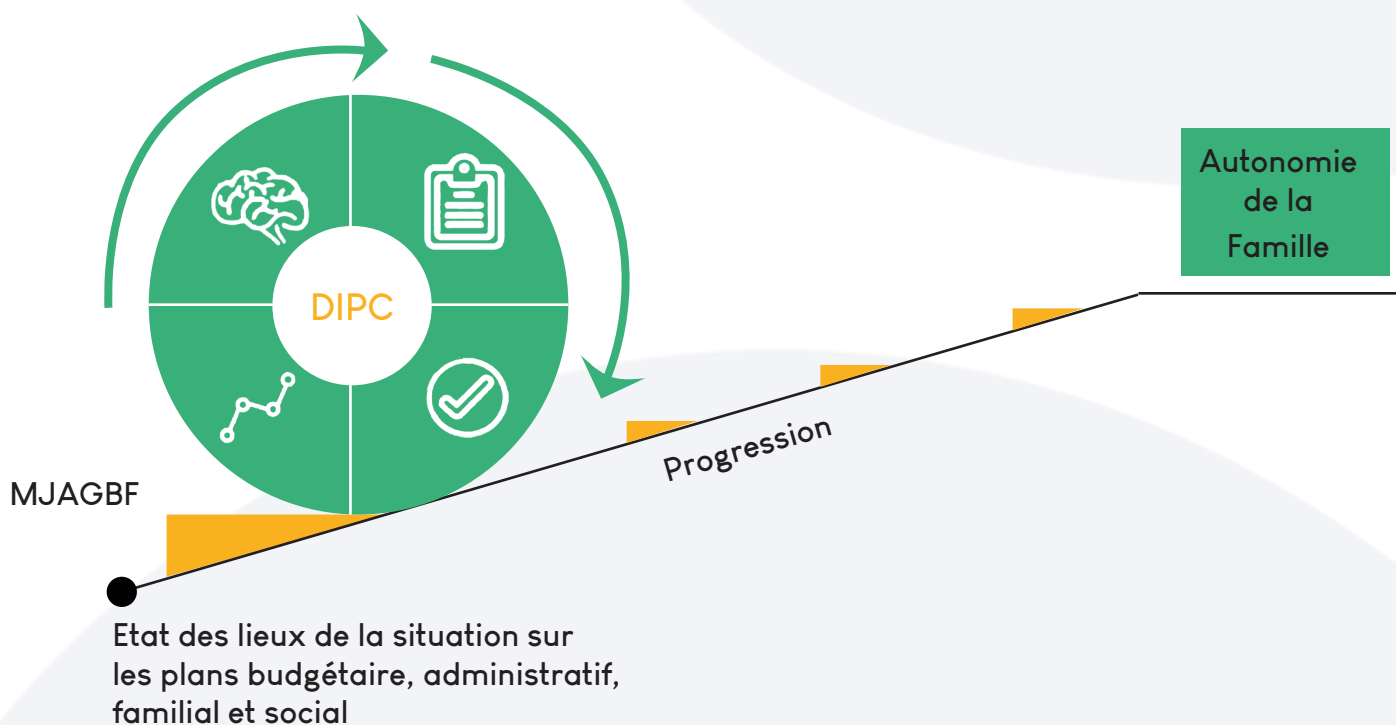 Autonomie
de la
Famille
DIPC
Progression
MJAGBF
Etat des lieux de la situation sur
les plans budgétaire, administratif,
familial et social